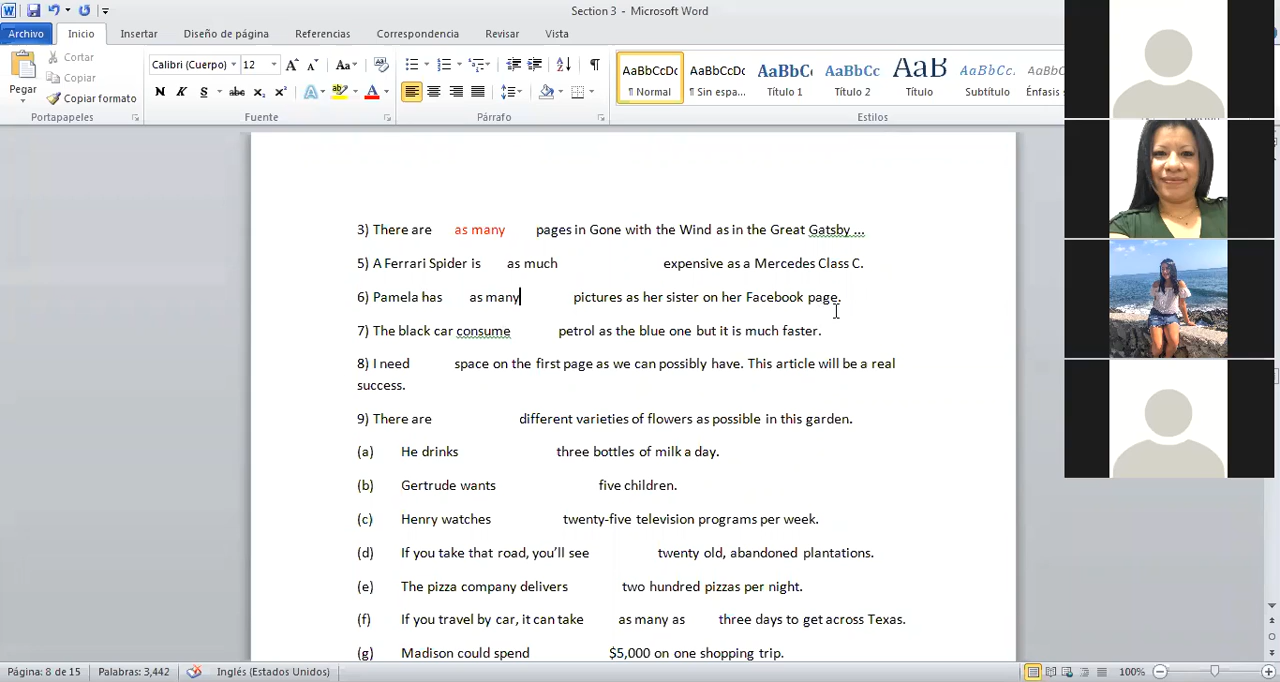 Section 3 - Microsoft Word
Archivo Inicio Insertar Diseño de página Referencias Correspondencia Revisar Vista
Pegar
Cortar
Copiar
Copiar formato
Portapapeles
Calibri (Cuerpo) 12
N K S abc x₂ x²
Fuente
Párrafo
AaBbCcDc AaBbCcDc AaBbC AaBbCc AaB AaBbCc. AaBbCc
¶ Normal ¶ Sin espa... Título 1 Título 2 Título Subtítulo Énfasis
Estilos
3) There are as many pages in Gone with the Wind as in the Great Gatsby ...
5) A Ferrari Spider is as much expensive as a Mercedes Class C.
6) Pamela has as many pictures as her sister on her Facebook page.
7) The black car consume petrol as the blue one but it is much faster.
8) I need space on the first page as we can possibly have. This article will be a real
success.
9) There are different varieties of flowers as possible in this garden.
(a) He drinks three bottles of milk a day.
(b) Gertrude wants five children.
(c) Henry watches twenty-five television programs per week.
(d) If you take that road, you'll see twenty old, abandoned plantations.
(e) The pizza company delivers two hundred pizzas per night.
(f) If you travel by car, it can take as many as three days to get across Texas.
(g) Madison could spend $5,000 on one shopping trip.
Página: 8 de 15 Palabras: 3,442 Inglés (Estados Unidos) 100%